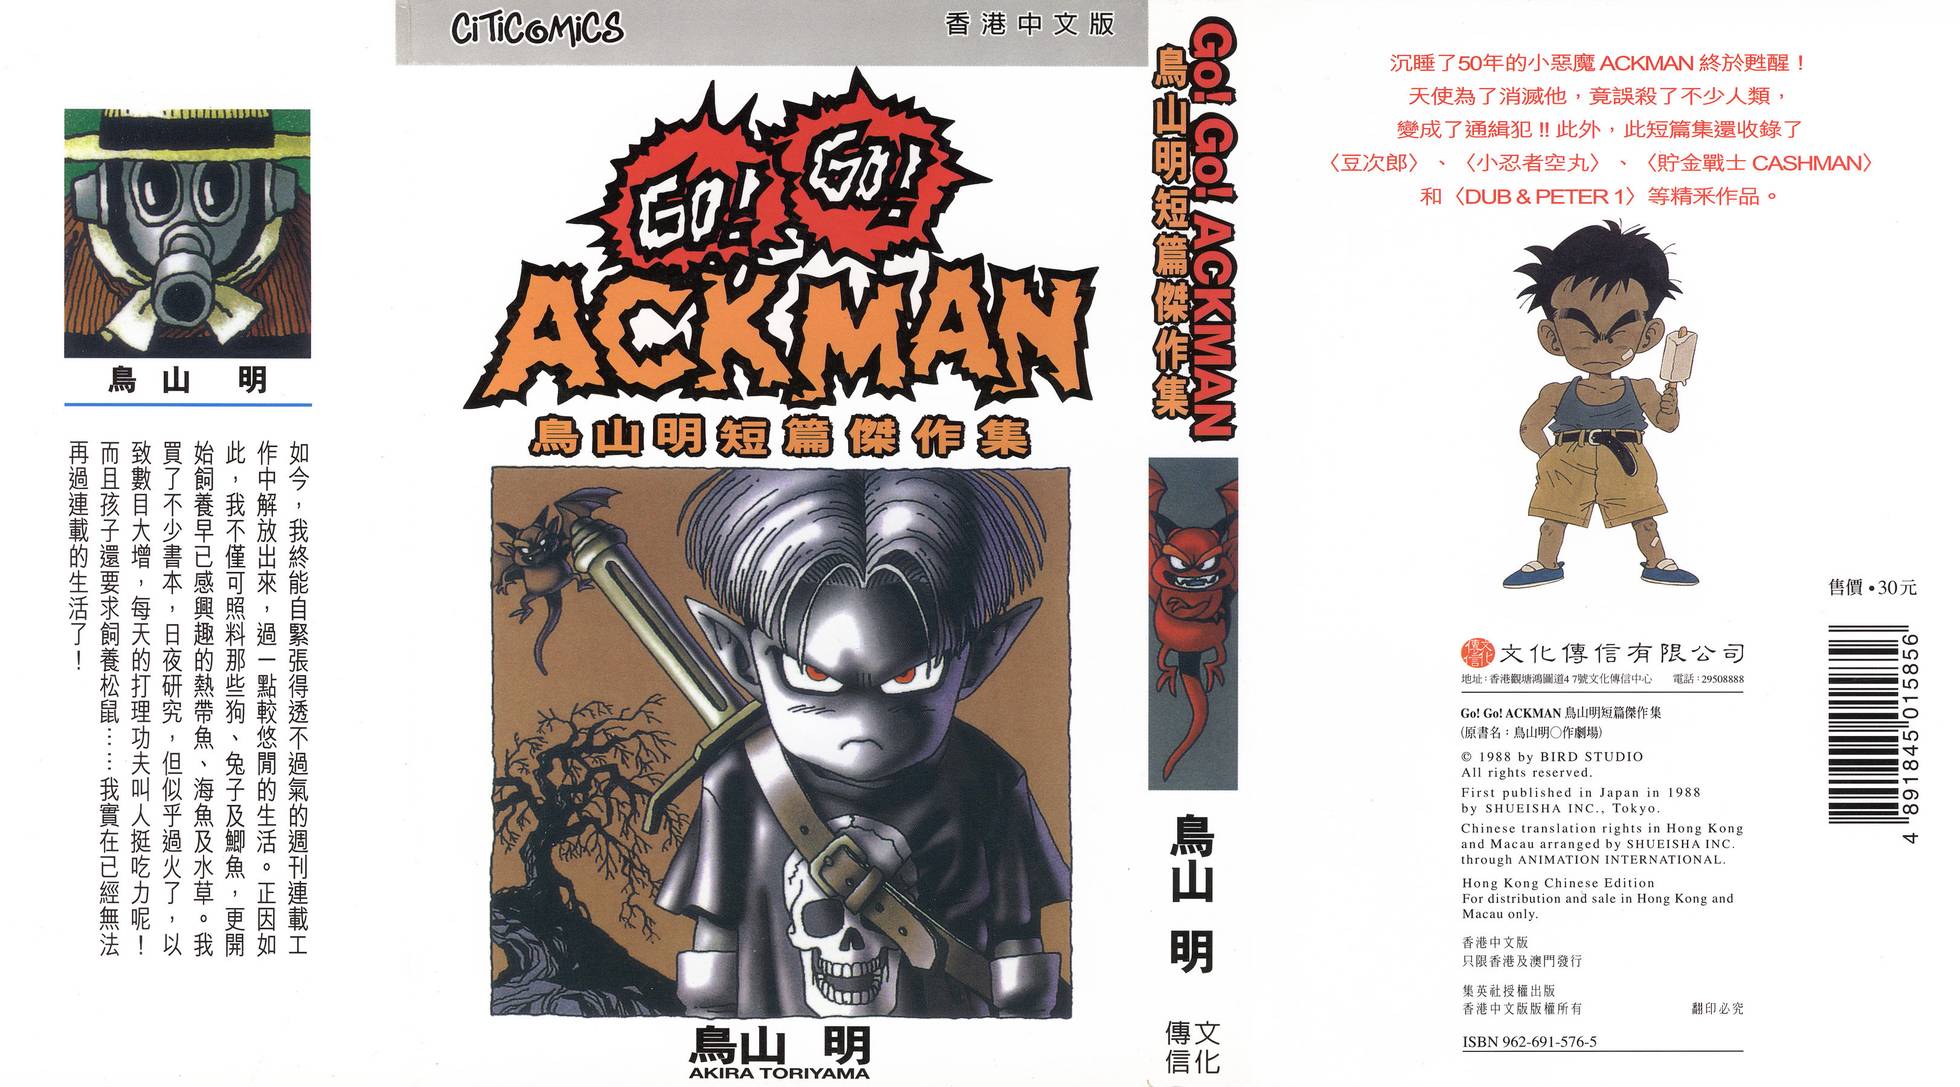 鳥山 明
如今，我終能自緊張得透不過氣的週刊連載工
作中解放出來，過一點較悠閒的生活。正因如
此，我不僅可照料那些狗、兔子及鯽魚，更開
始飼養早已感興趣的熱帶魚、海魚及水草。我
買了不少書本，日夜研究，但似乎過火了，以
致數目大增，每天的打理功夫叫人挺吃力呢！
而且孩子還要求飼養松鼠……我實在已經無法
再過連載的生活了！
CiTiCOMiCS
香港中文版
Go! Go!
ACKMAN
鳥山明短篇傑作集
鳥山 明
AKIRA TORIYAMA
Go! Go! ACKMAN
鳥山明短篇傑作集
鳥山 明
文化
傳信
沉睡了50年的小惡魔 ACKMAN 終於甦醒！
天使為了消滅他，竟誤殺了不少人類，
變成了通緝犯 !! 此外，此短篇集還收錄了
〈豆次郎〉、〈小忍者空丸〉、〈貯金戰士 CASHMAN〉
和〈DUB & PETER 1〉等精釆作品。
售價 • 30元
4 891845 015856
文化傳信
文化傳信有限公司
地址：香港觀塘鴻圖道4 7號文化傳信中心 電話：29508888
Go! Go! ACKMAN 鳥山明短篇傑作集
(原書名：鳥山明〇作劇場)
© 1988 by BIRD STUDIO
All rights reserved.
First published in Japan in 1988
by SHUEISHA INC., Tokyo.
Chinese translation rights in Hong Kong
and Macau arranged by SHUEISHA INC.
through ANIMATION INTERNATIONAL.
Hong Kong Chinese Edition
For distribution and sale in Hong Kong and
Macau only.
香港中文版
只限香港及澳門發行
集英社授權出版
香港中文版版權所有 翻印必究
ISBN 962-691-576-5